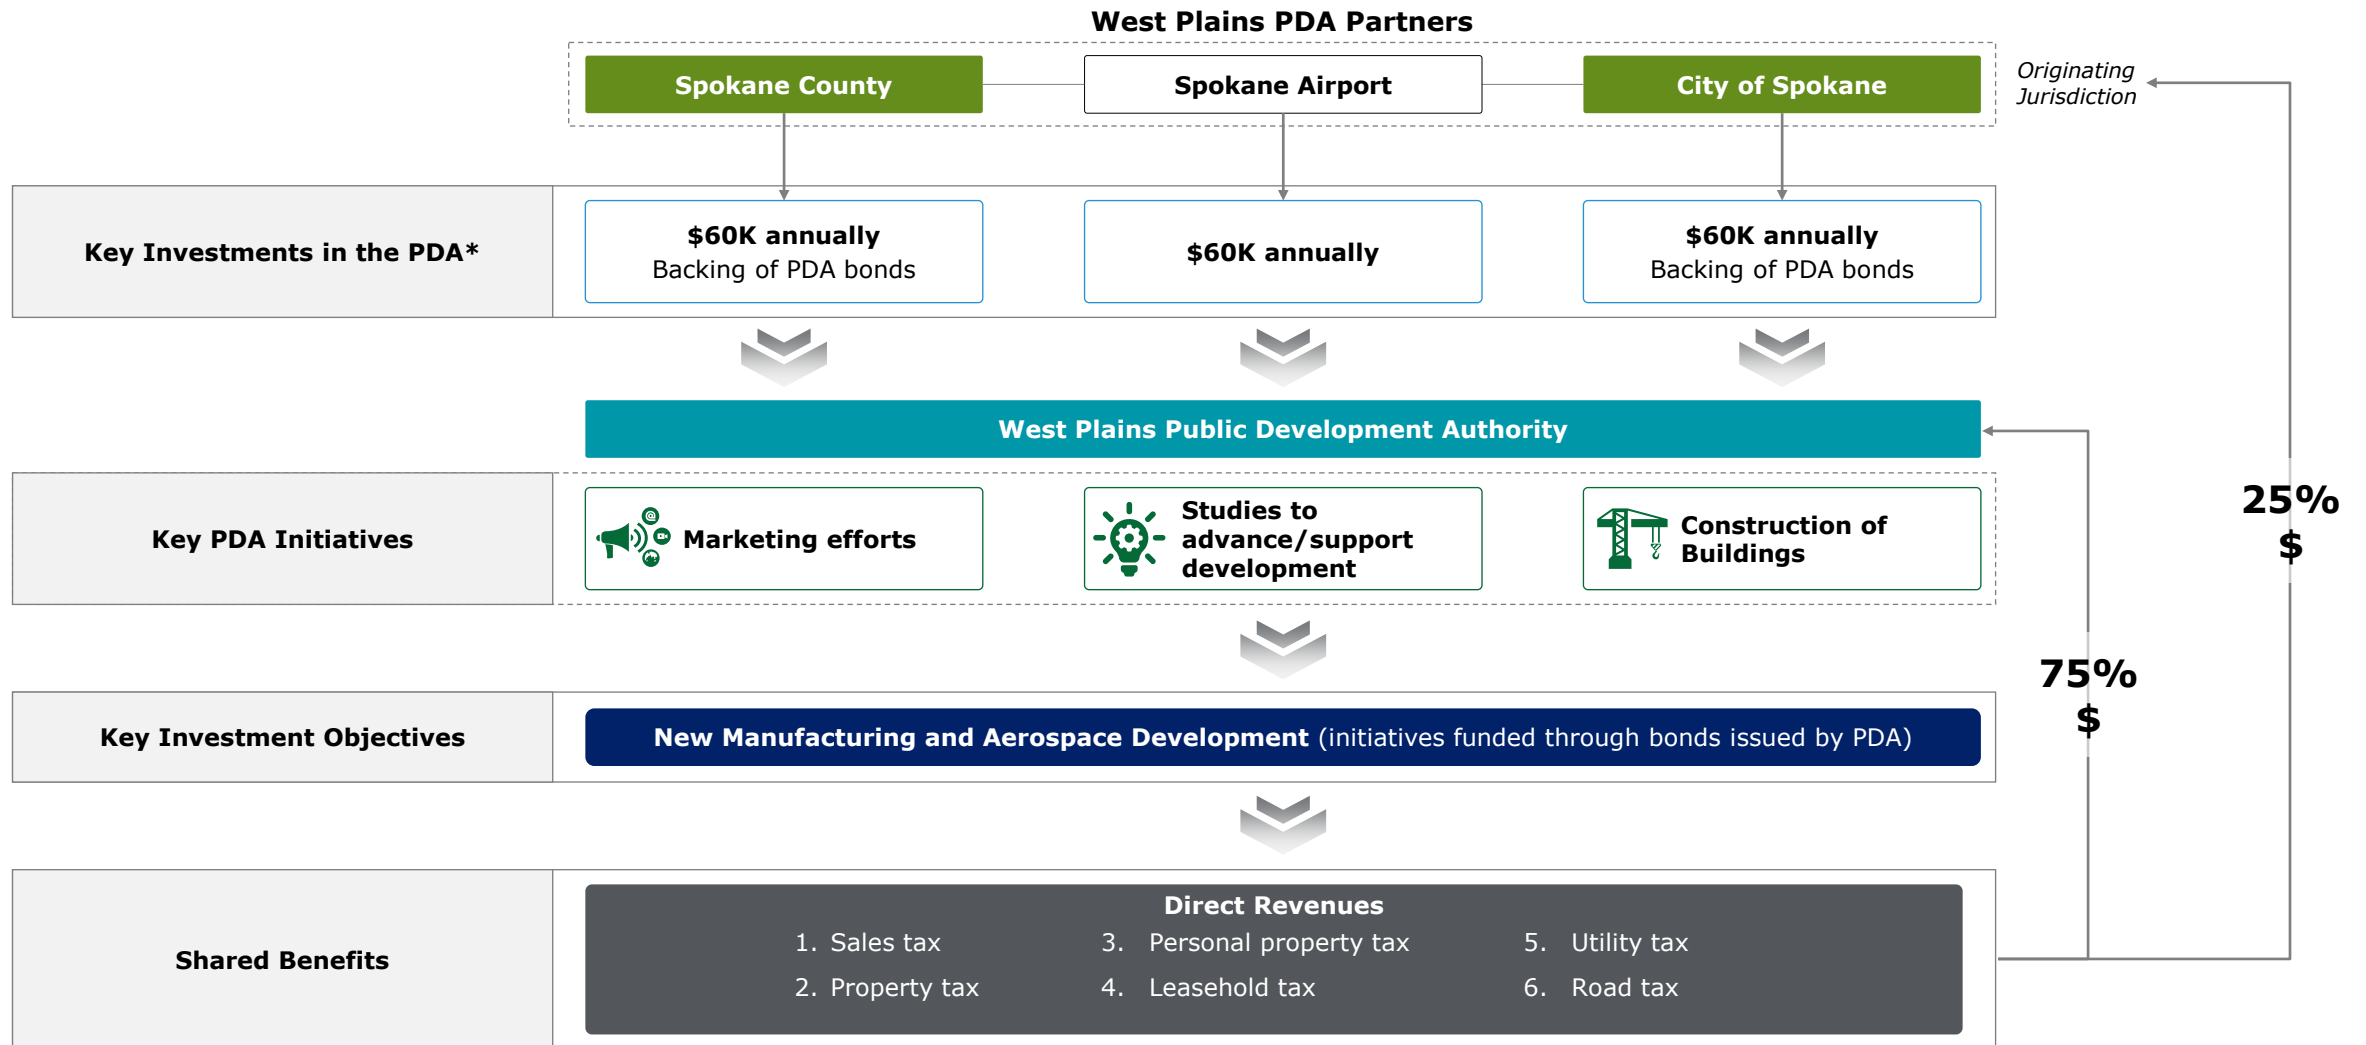 West Plains PDA Partners
Spokane County
Spokane Airport
City of Spokane
Originating
Jurisdiction
Key Investments in the PDA*
$60K annually
Backing of PDA bonds
$60K annually
$60K annually
Backing of PDA bonds
West Plains Public Development Authority
Key PDA Initiatives
Marketing efforts
Studies to
advance/support
development
Construction of
Buildings
25%
$
75%
$
Key Investment Objectives
New Manufacturing and Aerospace Development (initiatives funded through bonds issued by PDA)
Shared Benefits
Direct Revenues
1. Sales tax
2. Property tax
3. Personal property tax
4. Leasehold tax
5. Utility tax
6. Road tax